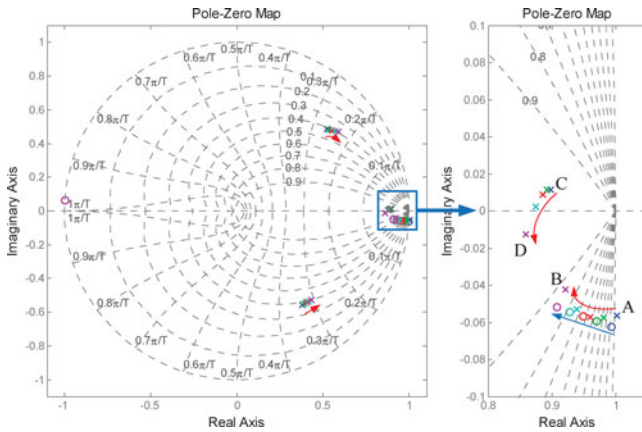 Pole-Zero Map
1
0.8
0.6
0.4
0.2
0
-0.2
-0.4
-0.6
-0.8
-1
Imaginary Axis
0.5π/T
0.6π/T
0.4π/T
0.7π/T
0.3π/T
0.1
0.2
0.8π/T
0.3
0.2π/T
0.4
0.5
0.6
0.7
0.9π/T
0.8
0.1π/T
0.9
1π/T
1π/T
0.9π/T
0.1π/T
0.8π/T
0.2π/T
0.7π/T
0.3π/T
0.6π/T
0.4π/T
0.5π/T
-1
-0.5
0
0.5
1
Real Axis
Pole-Zero Map
0.1
0.08
0.06
0.04
0.02
0
-0.02
-0.04
-0.06
-0.08
-0.1
Imaginary Axis
0.8
0.9
C
D
B
A
0.8
0.9
1
Real Axis